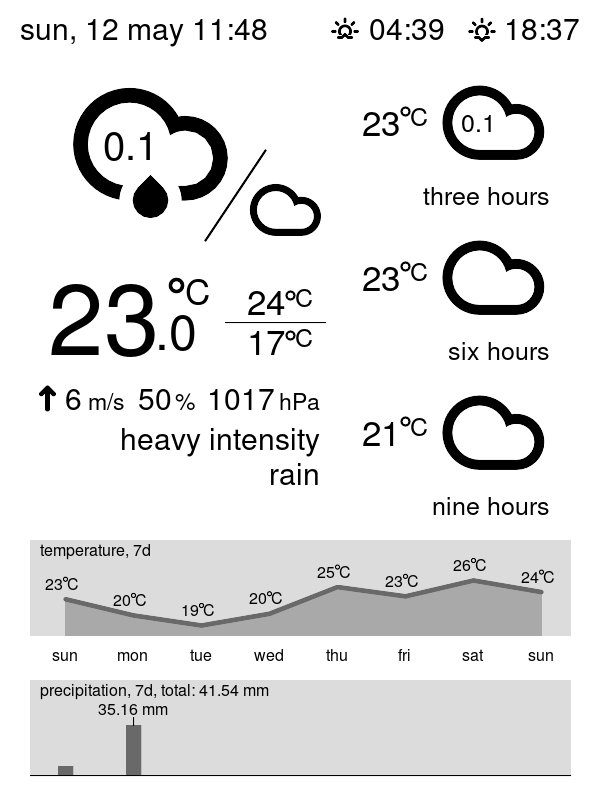 sun, 12 may 11:48 04:39 18:37
0.1
23.0 °C
24°C
17°C
6 m/s 50% 1017 hPa
heavy intensity
rain
23°C 0.1
three hours
23°C
six hours
21°C
nine hours
temperature, 7d
23°C 20°C 19°C 20°C 25°C 23°C 26°C 24°C
sun mon tue wed thu fri sat sun
precipitation, 7d, total: 41.54 mm
35.16 mm